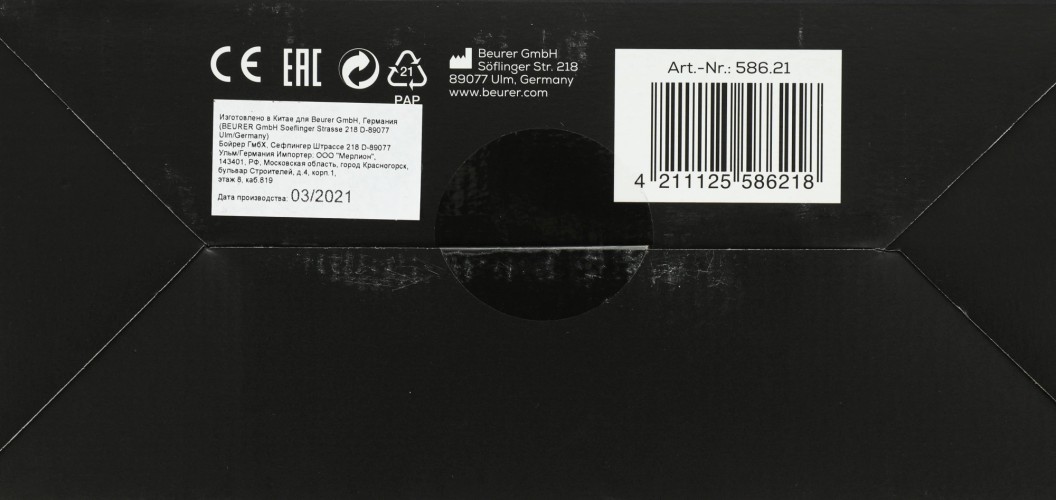 CE EAC
21
PAP
Beurer GmbH
Söflinger Str. 218
89077 Ulm, Germany
www.beurer.com
Изготовлено в Китае для Beurer GmbH, Германия
(BEURER GmbH Soeflinger Strasse 218 D-89077
Ulm/Germany)
Бойрер ГмбХ, Сефлингер Штрассе 218 D-89077
Ульм/Германия Импортер: ООО "Мерлион",
143401, РФ, Московская область, город Красногорск,
бульвар Строителей, д.4, корп.1,
этаж 8, каб.819
Дата производства: 03/2021
Art.-Nr.: 586.21
4 211125 586218